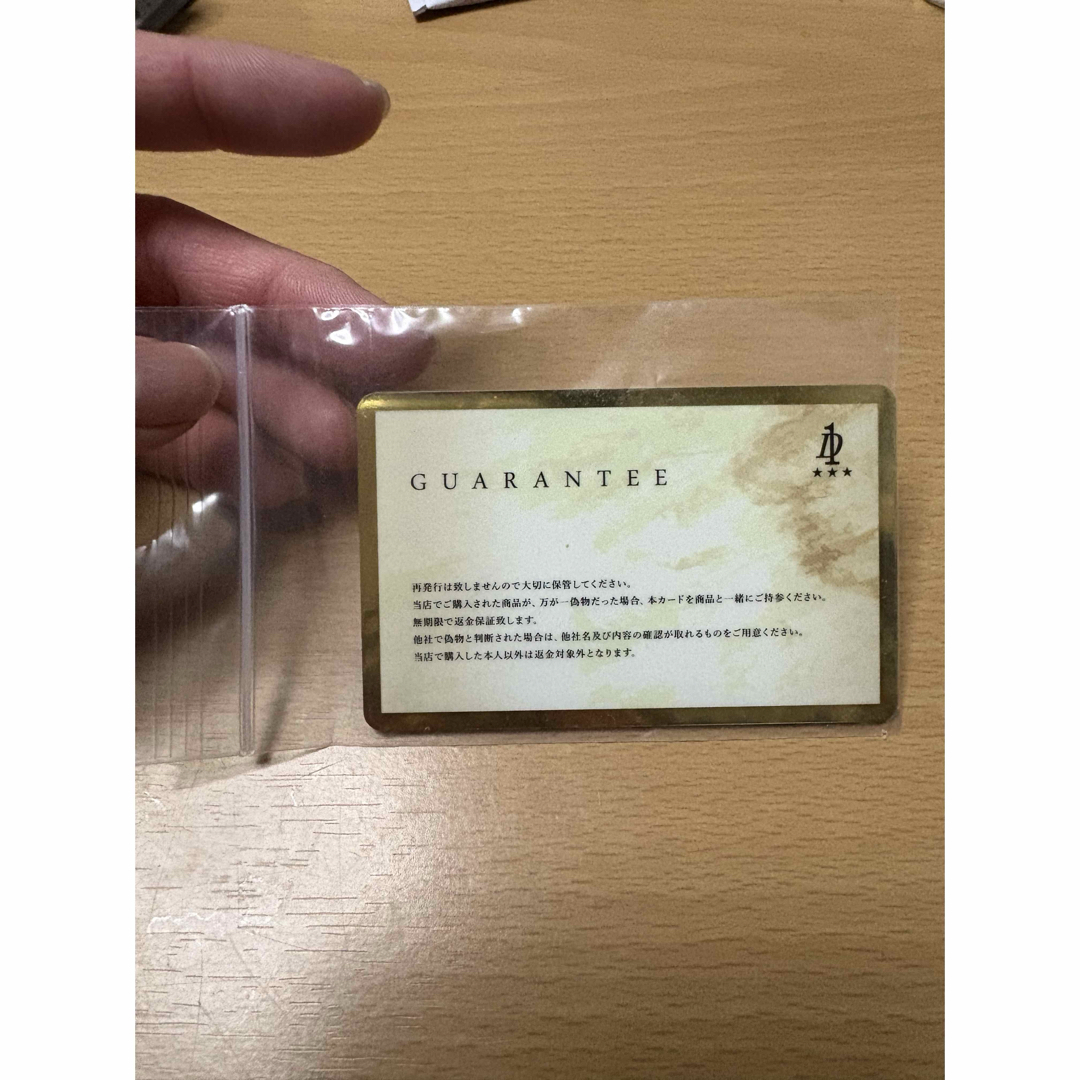 GUARANTEE
再発行は致しませんので大切に保管してください。
当店でご購入された商品が、万が一偽物だった場合、本カードを商品と一緒にご持参ください。
無期限で返金保証致します。
他社で偽物と判断された場合は、他社名及び内容の確認が取れるものをご用意ください。
当店で購入した本人以外は返金対象外となります。